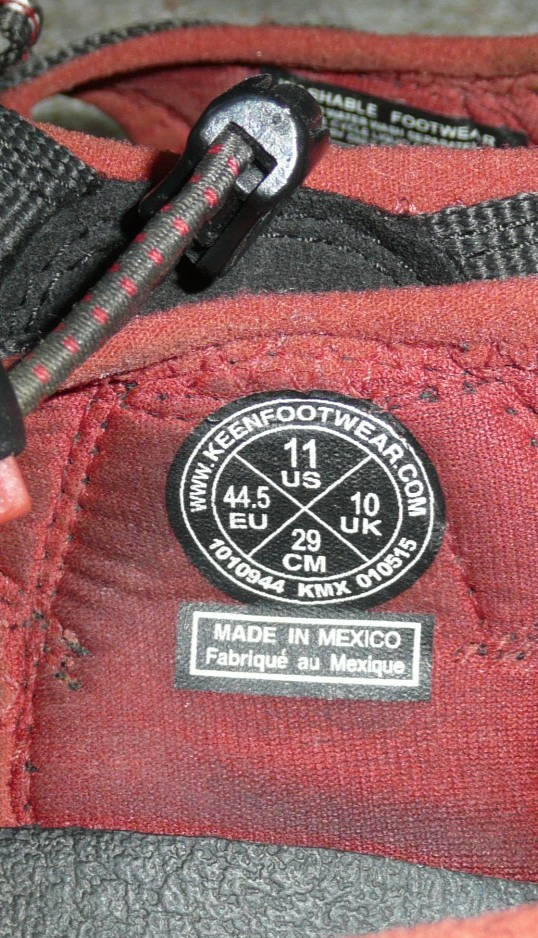 SHABLE FOOTWEAR
WWW.KEENFOOTWEAR.COM
11
US
44.5
EU
10
UK
29
CM
1010944 KMX 010515
MADE IN MEXICO
Fabriqué au Mexique